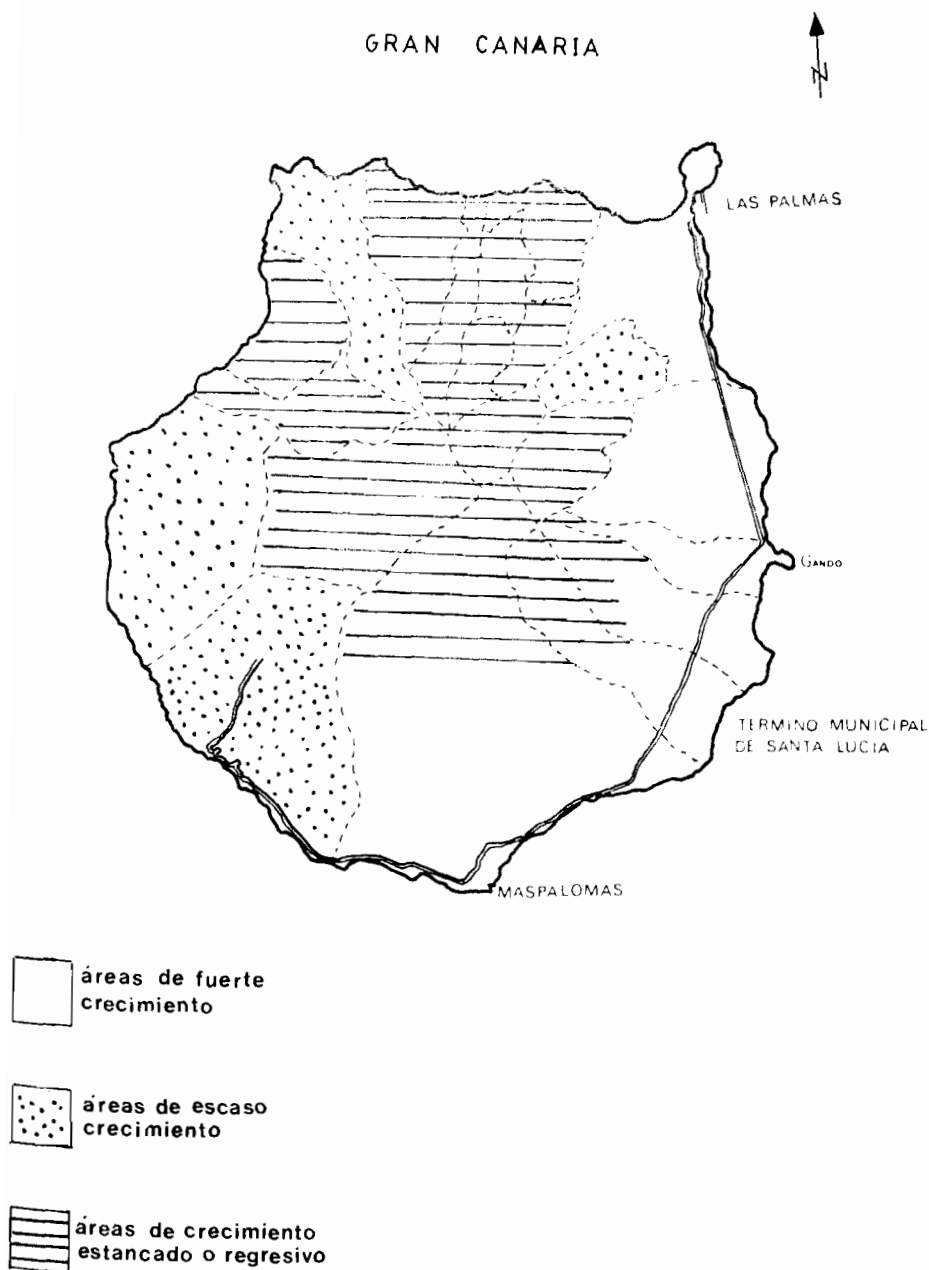 GRAN CANARIA
N
LAS PALMAS
GANDO
TERMINO MUNICIPAL
DE SANTA LUCIA
MASPALOMAS
áreas de fuerte
crecimiento
áreas de escaso
crecimiento
áreas de crecimiento
estancado o regresivo